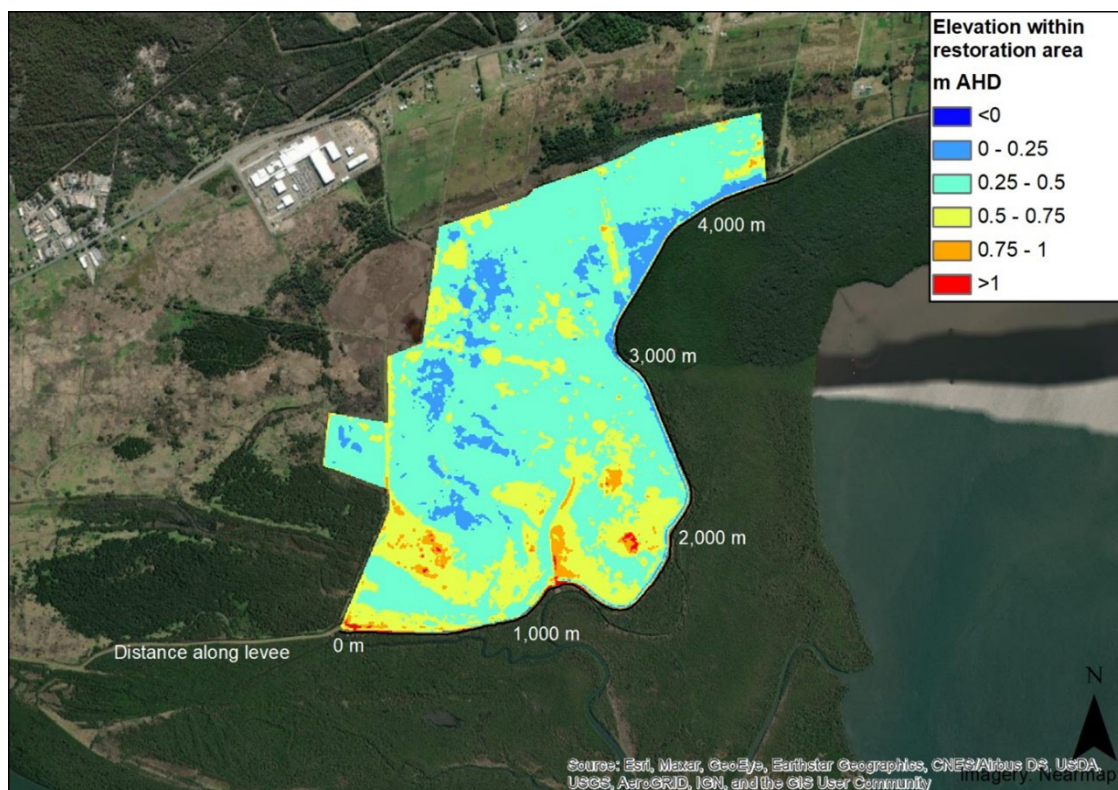 Elevation within
restoration area
m AHD
<0
0 - 0.25
0.25 - 0.5
0.5 - 0.75
0.75 - 1
>1
4,000 m
3,000 m
2,000 m
1,000 m
0 m
Distance along levee
N
Source: Esri, Maxar, GeoEye, Earthstar Geographics, CNES/Airbus DS, USDA,
USGS, AeroGRID, IGN, and the GIS User Community
Imagery: Nearmap